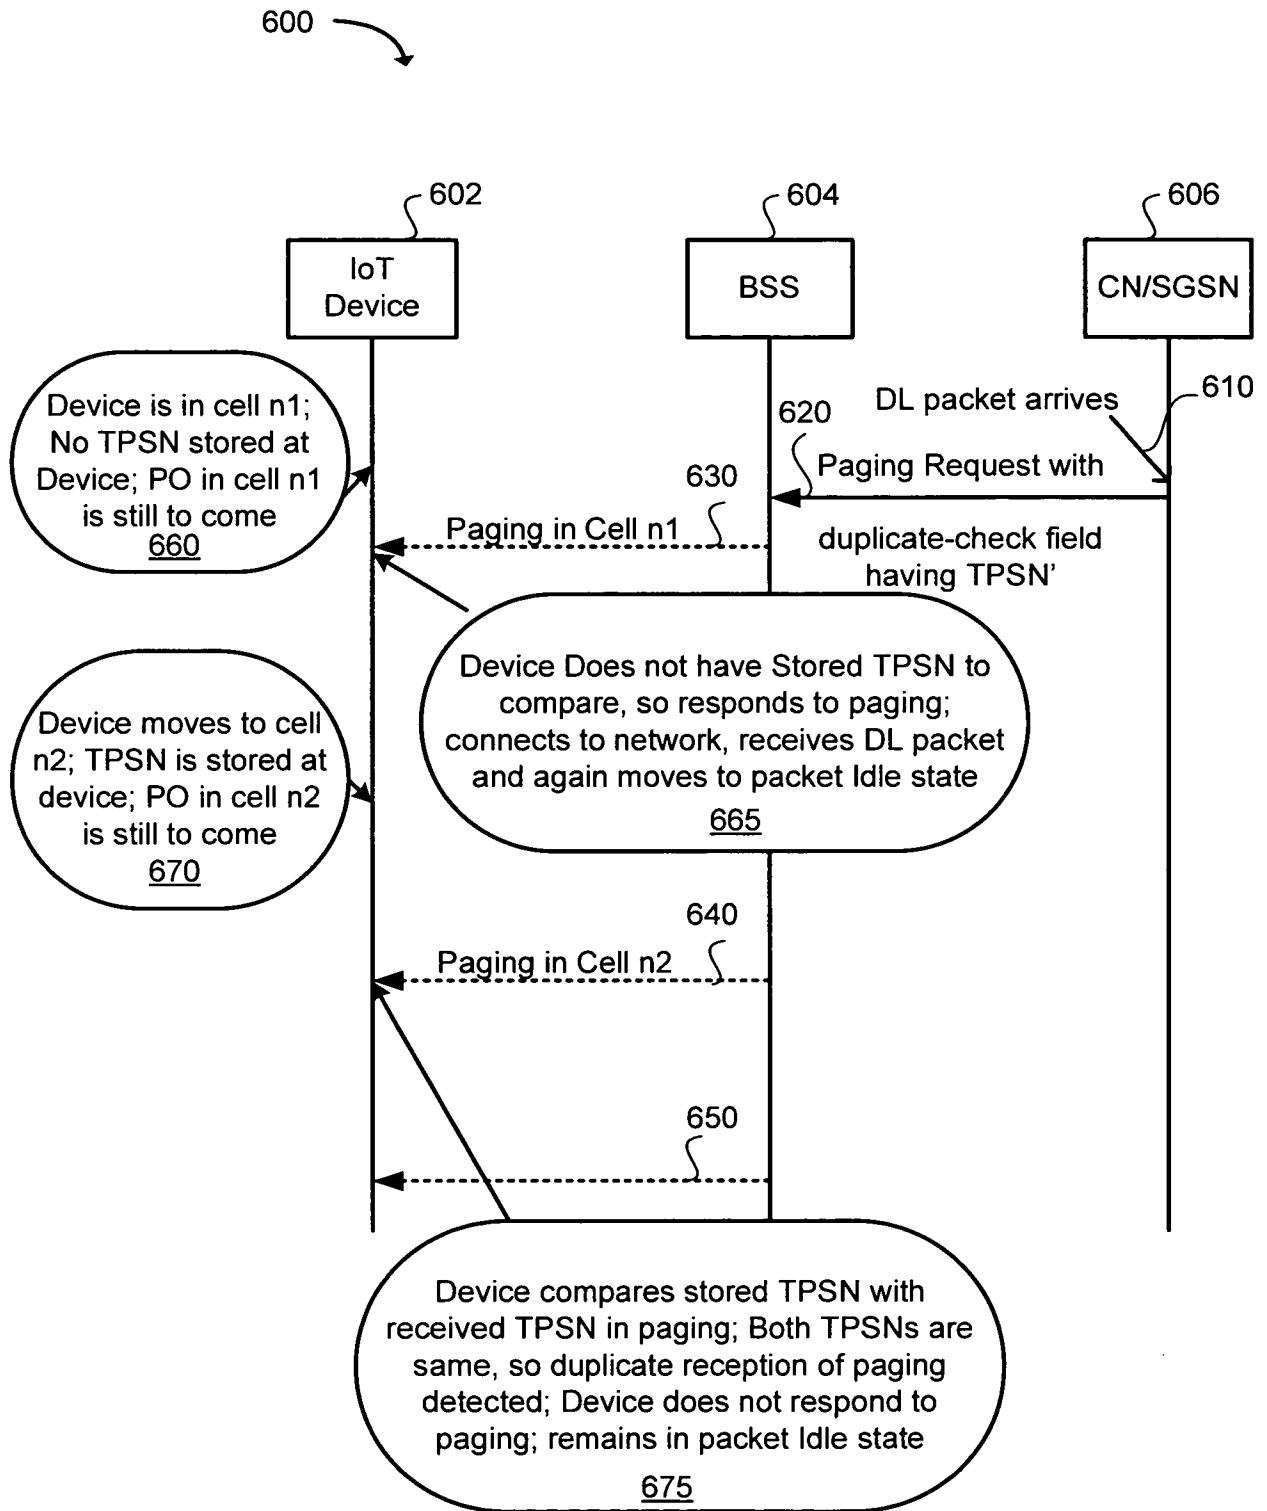 600
602
604
606
IoT
Device
BSS
CN/SGSN
Device is in cell n1;
No TPSN stored at
Device; PO in cell n1
is still to come
660
DL packet arrives
610
620
Paging Request with
630
Paging in Cell n1
duplicate-check field
having TPSN’
Device Does not have Stored TPSN to
compare, so responds to paging;
connects to network, receives DL packet
and again moves to packet Idle state
665
Device moves to cell
n2; TPSN is stored at
device; PO in cell n2
is still to come
670
640
Paging in Cell n2
650
Device compares stored TPSN with
received TPSN in paging; Both TPSNs are
same, so duplicate reception of paging
detected; Device does not respond to
paging; remains in packet Idle state
675